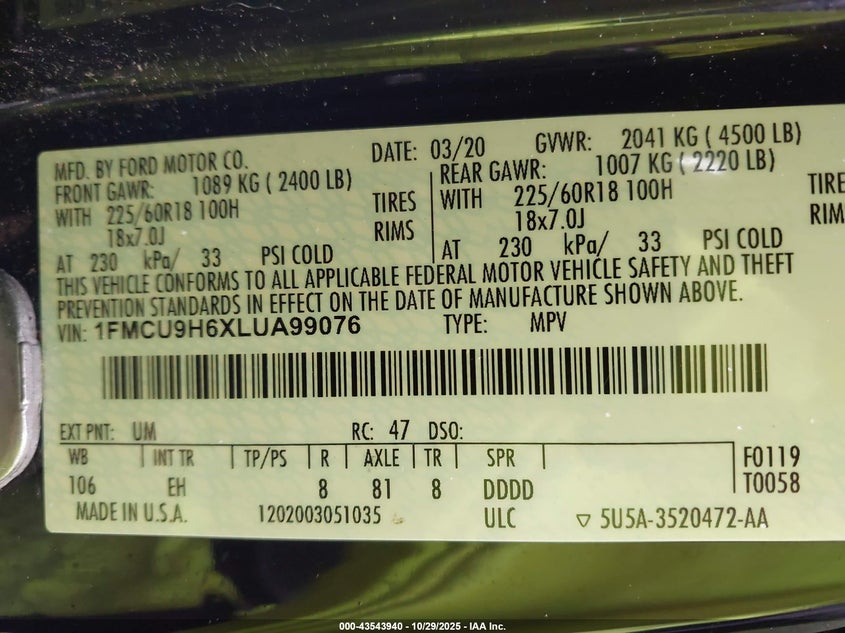 MFD. BY FORD MOTOR CO. DATE: 03/20 GVWR: 2041 KG ( 4500 LB)
FRONT GAWR: 1089 KG ( 2400 LB) REAR GAWR: 1007 KG ( 2220 LB)
WITH 225/60R18 100H TIRES WITH 225/60R18 100H TIRE
18x7.0J RIMS 18x7.0J RIM
AT 230 kPa/ 33 PSI COLD AT 230 kPa/ 33 PSI COLD
THIS VEHICLE CONFORMS TO ALL APPLICABLE FEDERAL MOTOR VEHICLE SAFETY AND THEFT
PREVENTION STANDARDS IN EFFECT ON THE DATE OF MANUFACTURE SHOWN ABOVE.
VIN: 1FMCU9H6XLUA99076 TYPE: MPV
EXT PNT: UM RC: 47 DSO:
WB INT TR TP/PS R AXLE TR SPR F0119
106 EH 8 81 8 DDDD T0058
MADE IN U.S.A. 1202003051035 ULC ▽ 5U5A-3520472-AA
000-43543940 - 10/29/2025 - IAA Inc.